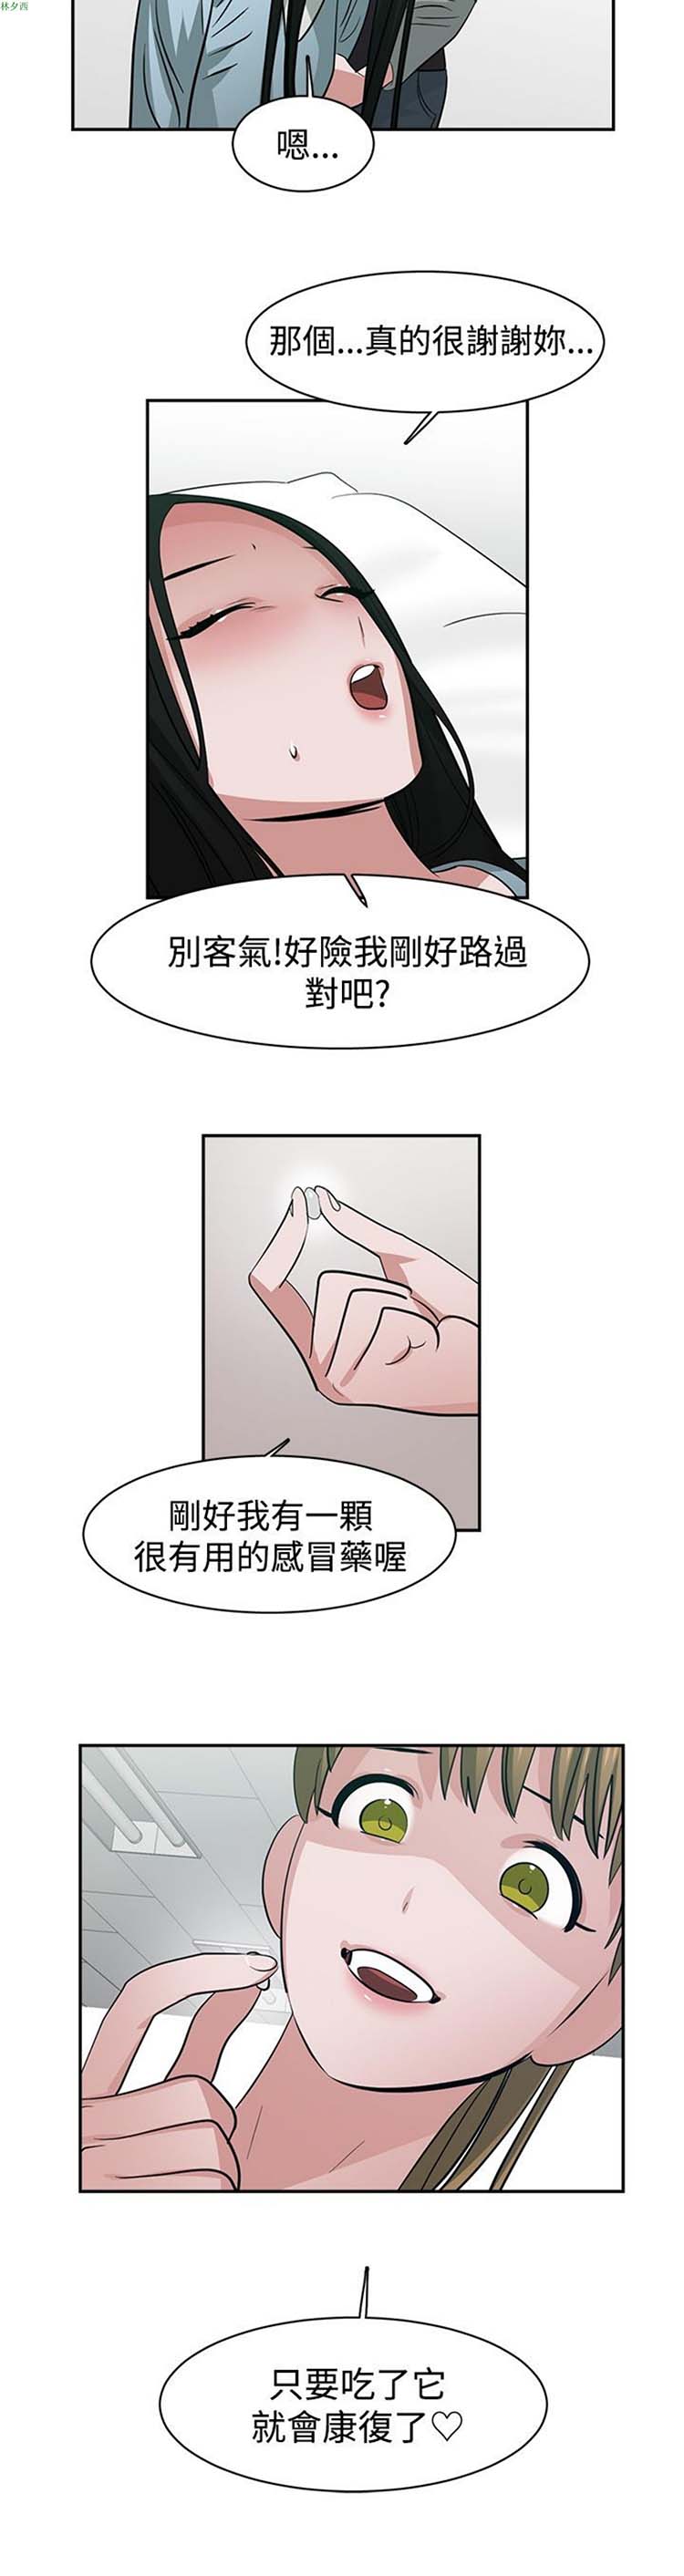 林夕西
嗯...
那個...真的很謝謝妳...
別客氣!好險我剛好路過
對吧?
剛好我有一顆
很有用的感冒藥喔
只要吃了它
就會康復了♡